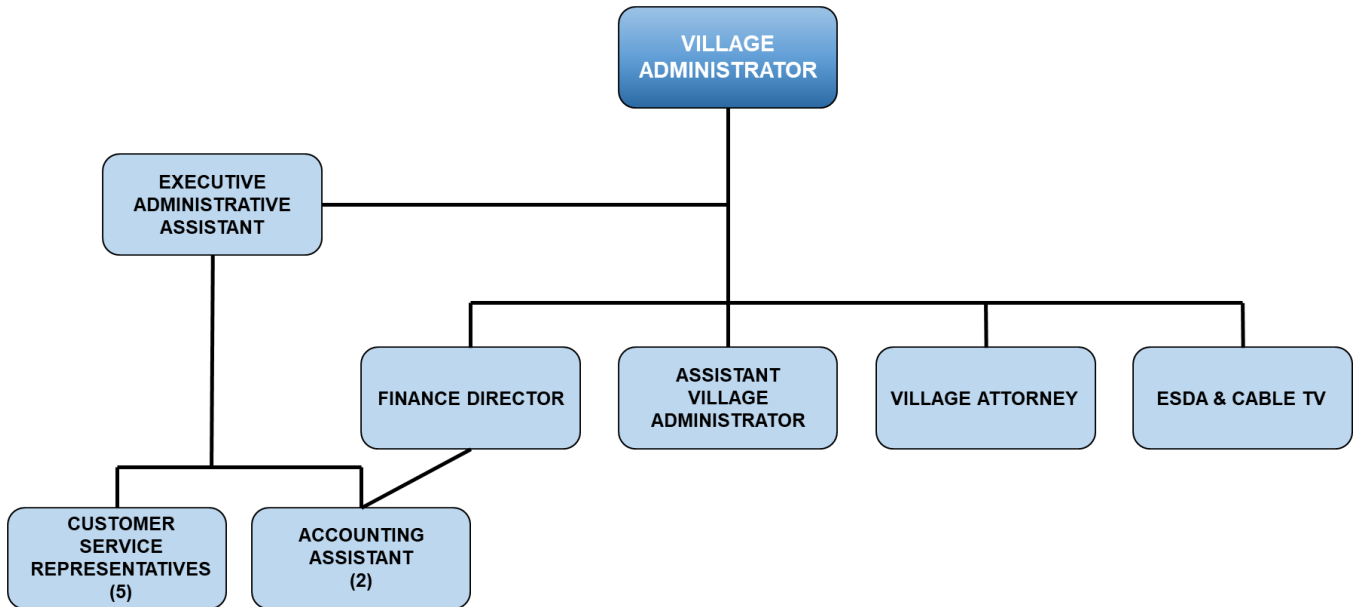 VILLAGE
ADMINISTRATOR
EXECUTIVE
ADMINISTRATIVE
ASSISTANT
FINANCE DIRECTOR
ASSISTANT
VILLAGE
ADMINISTRATOR
VILLAGE ATTORNEY
ESDA & CABLE TV
CUSTOMER
SERVICE
REPRESENTATIVES
(5)
ACCOUNTING
ASSISTANT
(2)